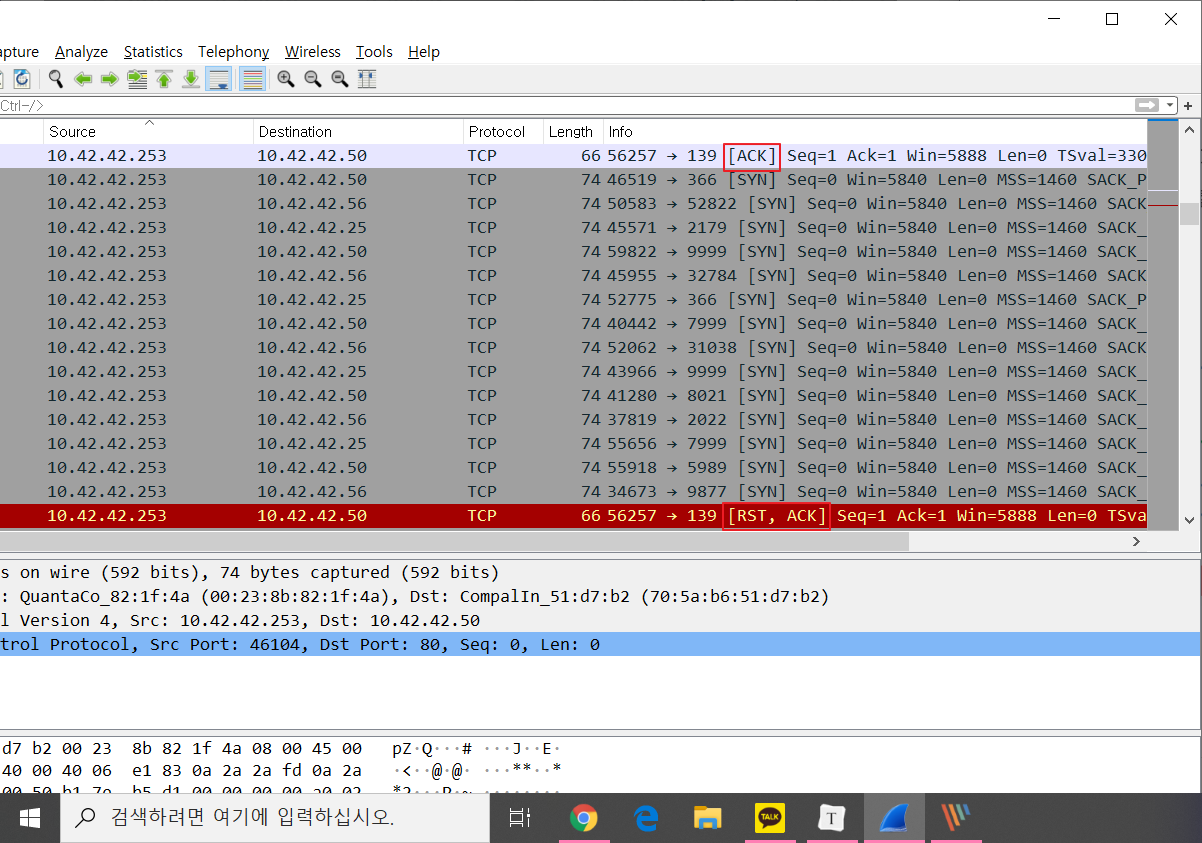 apture Analyze Statistics Telephony Wireless Tools Help
Ctrl-/>
Source Destination Protocol Length Info
10.42.42.253 10.42.42.50 TCP 66 56257 → 139 [ACK] Seq=1 Ack=1 Win=5888 Len=0 TSval=330
10.42.42.253 10.42.42.50 TCP 74 46519 → 366 [SYN] Seq=0 Win=5840 Len=0 MSS=1460 SACK_P
10.42.42.253 10.42.42.56 TCP 74 50583 → 52822 [SYN] Seq=0 Win=5840 Len=0 MSS=1460 SACK
10.42.42.253 10.42.42.25 TCP 74 45571 → 2179 [SYN] Seq=0 Win=5840 Len=0 MSS=1460 SACK_
10.42.42.253 10.42.42.50 TCP 74 59822 → 9999 [SYN] Seq=0 Win=5840 Len=0 MSS=1460 SACK_
10.42.42.253 10.42.42.56 TCP 74 45955 → 32784 [SYN] Seq=0 Win=5840 Len=0 MSS=1460 SACK
10.42.42.253 10.42.42.25 TCP 74 52775 → 366 [SYN] Seq=0 Win=5840 Len=0 MSS=1460 SACK_P
10.42.42.253 10.42.42.50 TCP 74 40442 → 7999 [SYN] Seq=0 Win=5840 Len=0 MSS=1460 SACK_
10.42.42.253 10.42.42.56 TCP 74 52062 → 31038 [SYN] Seq=0 Win=5840 Len=0 MSS=1460 SACK
10.42.42.253 10.42.42.25 TCP 74 43966 → 9999 [SYN] Seq=0 Win=5840 Len=0 MSS=1460 SACK_
10.42.42.253 10.42.42.50 TCP 74 41280 → 8021 [SYN] Seq=0 Win=5840 Len=0 MSS=1460 SACK_
10.42.42.253 10.42.42.56 TCP 74 37819 → 2022 [SYN] Seq=0 Win=5840 Len=0 MSS=1460 SACK_
10.42.42.253 10.42.42.25 TCP 74 55656 → 7999 [SYN] Seq=0 Win=5840 Len=0 MSS=1460 SACK_
10.42.42.253 10.42.42.50 TCP 74 55918 → 5989 [SYN] Seq=0 Win=5840 Len=0 MSS=1460 SACK_
10.42.42.253 10.42.42.56 TCP 74 34673 → 9877 [SYN] Seq=0 Win=5840 Len=0 MSS=1460 SACK_
10.42.42.253 10.42.42.50 TCP 66 56257 → 139 [RST, ACK] Seq=1 Ack=1 Win=5888 Len=0 TSva
s on wire (592 bits), 74 bytes captured (592 bits)
: QuantaCo_82:1f:4a (00:23:8b:82:1f:4a), Dst: CompalIn_51:d7:b2 (70:5a:b6:51:d7:b2)
l Version 4, Src: 10.42.42.253, Dst: 10.42.42.50
trol Protocol, Src Port: 46104, Dst Port: 80, Seq: 0, Len: 0
d7 b2 00 23 8b 82 1f 4a 08 00 45 00 pZ·Q···# ···J··E·
40 00 40 06 e1 83 0a 2a 2a fd 0a 2a ·<··@·@· ···**··*
검색하려면 여기에 입력하십시오.
TALK
T